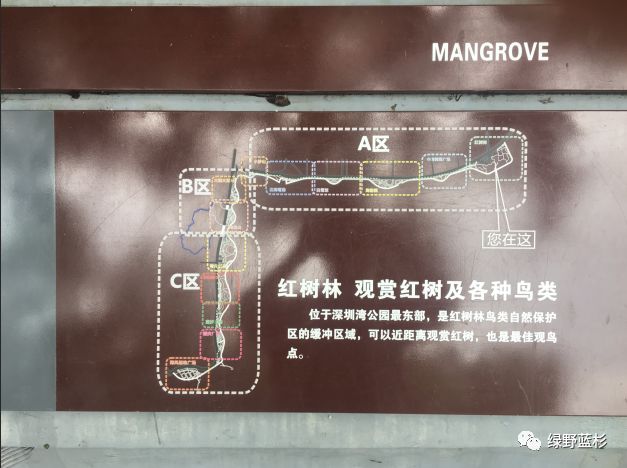 MANGROVE
A区
B区
C区
您在这
红树林 观赏红树及各种鸟类
位于深圳湾公园最东部，是红树林鸟类自然保护
区的缓冲区域，可以近距离观赏红树，也是最佳观鸟
点。
绿野蓝杉